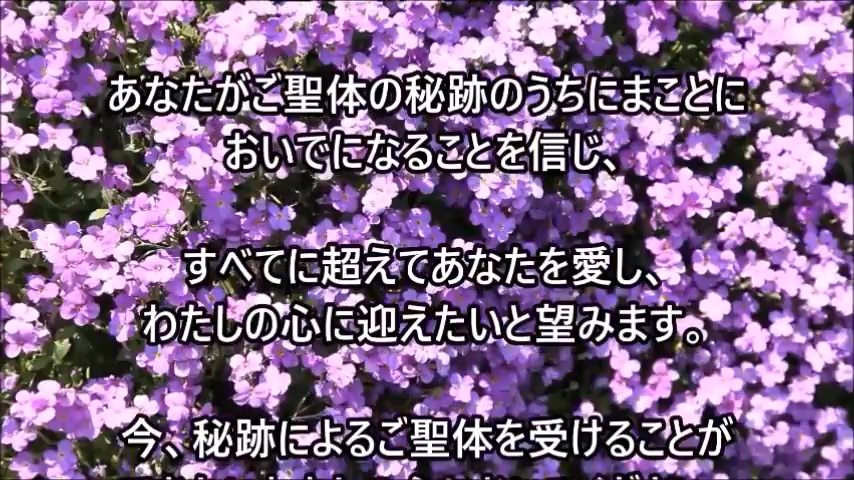 あなたがご聖体の秘跡のうちにまことに
おいでになることを信じ、
すべてに超えてあなたを愛し、
わたしの心に迎えたいと望みます。
今、秘跡によるご聖体を受けることが